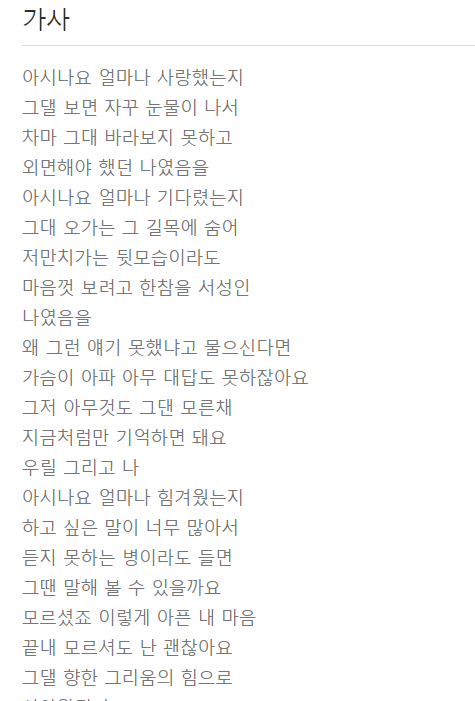 가사
아시나요 얼마나 사랑했는지
그댈 보면 자꾸 눈물이 나서
차마 그대 바라보지 못하고
외면해야 했던 나였음을
아시나요 얼마나 기다렸는지
그대 오가는 그 길목에 숨어
저만치가는 뒷모습이라도
마음껏 보려고 한참을 서성인
나였음을
왜 그런 얘기 못했냐고 물으신다면
가슴이 아파 아무 대답도 못하잖아요
그저 아무것도 그댄 모른채
지금처럼만 기억하면 돼요
우릴 그리고 나
아시나요 얼마나 힘겨웠는지
하고 싶은 말이 너무 많아서
듣지 못하는 병이라도 들면
그땐 말해 볼 수 있을까요
모르셨죠 이렇게 아픈 내 마음
끝내 모르셔도 난 괜찮아요
그댈 향한 그리움의 힘으로